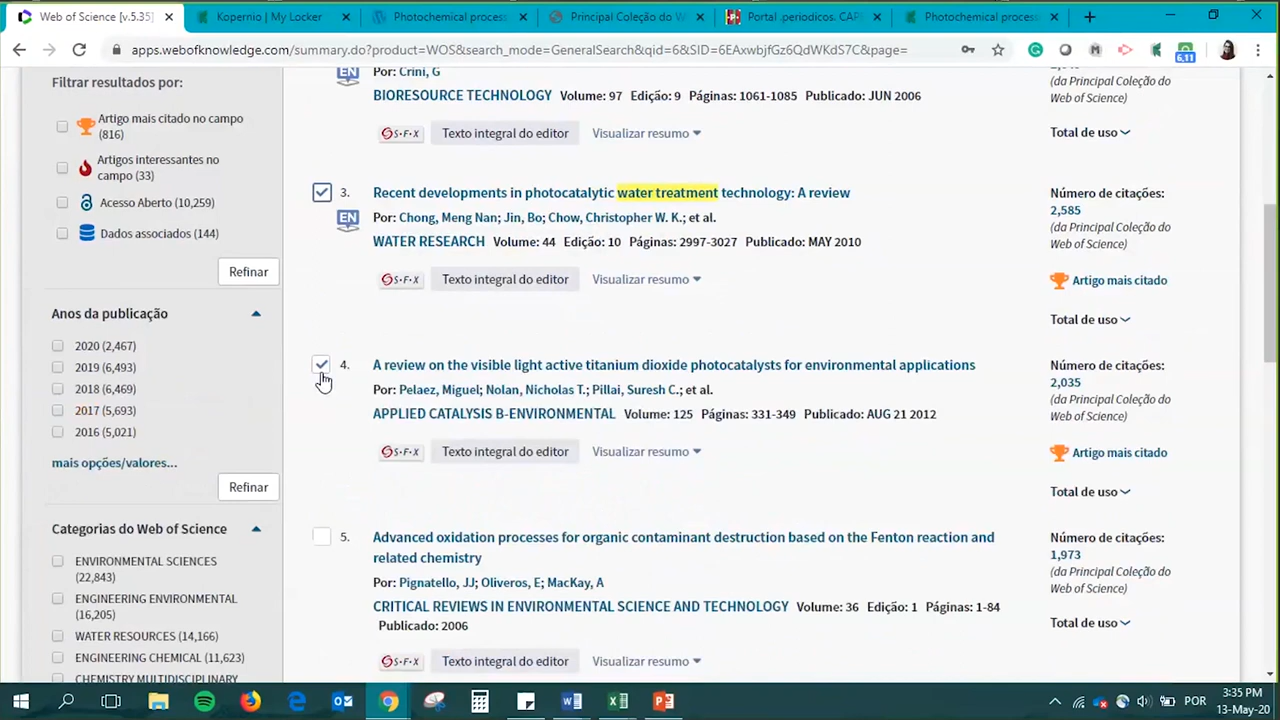 Web of Science [v.5.35]
Kopernio | My Locker
Photochemical process
Principal Coleção do W
Portal .periodicos. CAP
Photochemical process
apps.webofknowledge.com/summary.do?product=WOS&search_mode=GeneralSearch&qid=6&SID=6EAxwbjfGz6QdWKdS7C&page=
6.11
Filtrar resultados por:
Artigo mais citado no campo
(816)
Artigos interessantes no
campo (33)
Acesso Aberto (10,259)
Dados associados (144)
Refinar
Anos da publicação
2020 (2,467)
2019 (6,493)
2018 (6,469)
2017 (5,693)
2016 (5,021)
mais opções/valores...
Refinar
Categorias do Web of Science
ENVIRONMENTAL SCIENCES
(22,843)
ENGINEERING ENVIRONMENTAL
(16,205)
WATER RESOURCES (14,166)
ENGINEERING CHEMICAL (11,623)
CHEMISTRY MULTIDISCIPLINARY
EN
Por: Crini, G
BIORESOURCE TECHNOLOGY Volume: 97 Edição: 9 Páginas: 1061-1085 Publicado: JUN 2006
S·F·X Texto integral do editor Visualizar resumo
(da Principal Coleção do
Web of Science)
Total de uso
3. Recent developments in photocatalytic water treatment technology: A review
EN
Por: Chong, Meng Nan; Jin, Bo; Chow, Christopher W. K.; et al.
WATER RESEARCH Volume: 44 Edição: 10 Páginas: 2997-3027 Publicado: MAY 2010
S·F·X Texto integral do editor Visualizar resumo
Número de citações:
2,585
(da Principal Coleção do
Web of Science)
Artigo mais citado
Total de uso
4. A review on the visible light active titanium dioxide photocatalysts for environmental applications
Por: Pelaez, Miguel; Nolan, Nicholas T.; Pillai, Suresh C.; et al.
APPLIED CATALYSIS B-ENVIRONMENTAL Volume: 125 Páginas: 331-349 Publicado: AUG 21 2012
S·F·X Texto integral do editor Visualizar resumo
Número de citações:
2,035
(da Principal Coleção do
Web of Science)
Artigo mais citado
Total de uso
5. Advanced oxidation processes for organic contaminant destruction based on the Fenton reaction and
related chemistry
Por: Pignatello, JJ; Oliveros, E; MacKay, A
CRITICAL REVIEWS IN ENVIRONMENTAL SCIENCE AND TECHNOLOGY Volume: 36 Edição: 1 Páginas: 1-84
Publicado: 2006
S·F·X Texto integral do editor Visualizar resumo
Número de citações:
1,973
(da Principal Coleção do
Web of Science)
Total de uso
POR
3:35 PM
13-May-20